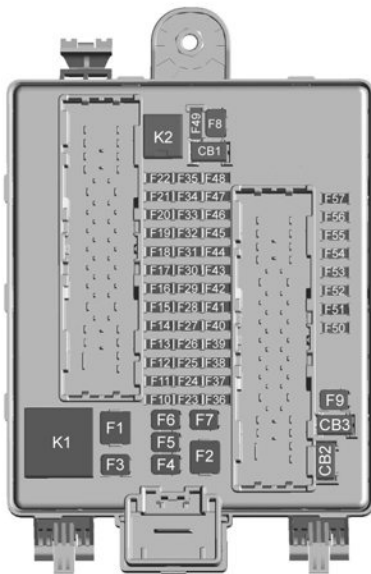 F49 F8
K2
CB1
F22 F35 F48
F21 F34 F47 F57
F20 F33 F46 F56
F19 F32 F45 F55
F18 F31 F44 F54
F17 F30 F43 F53
F16 F29 F42 F52
F15 F28 F41 F51
F14 F27 F40 F50
F13 F26 F39
F12 F25 F38
F11 F24 F37
F10 F23 F36 F9
K1 F1 F6 F7 CB3
F5
F3 F4 F2 CB2